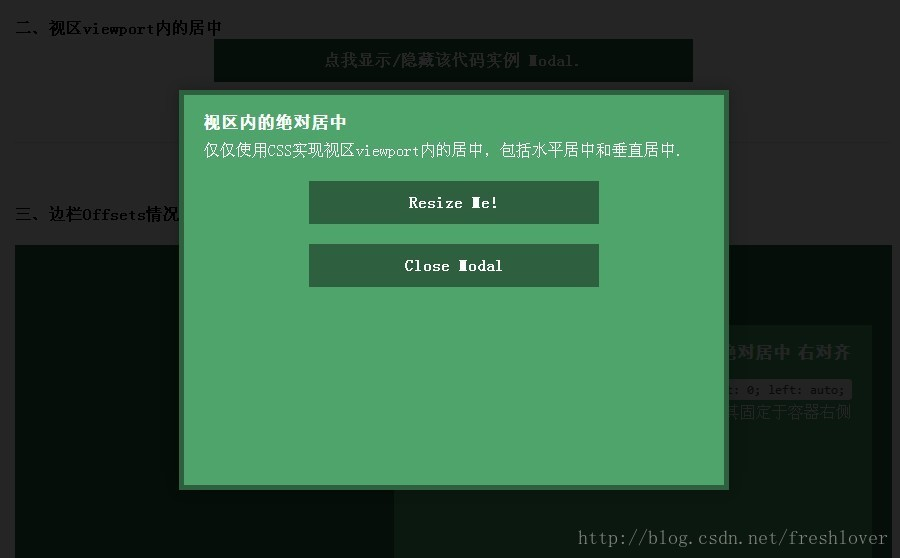 二、视区viewport内的居中
点我显示/隐藏该代码实例 Modal.
视区内的绝对居中
仅仅使用CSS实现视区viewport内的居中，包括水平居中和垂直居中.
Resize Me!
Close Modal
三、边栏Offsets情况
绝对居中 右对齐
t: 0; left: auto;
其固定于容器右侧
http://blog.csdn.net/freshlover